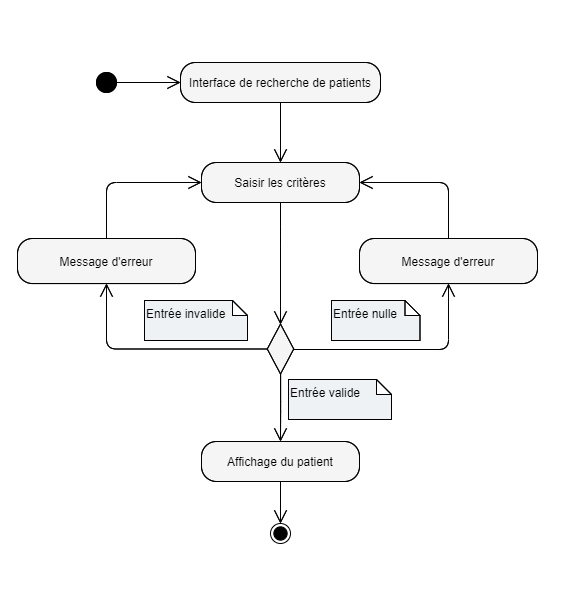 Interface de recherche de patients
Saisir les critères
Message d'erreur
Message d'erreur
Entrée invalide
Entrée nulle
Entrée valide
Affichage du patient